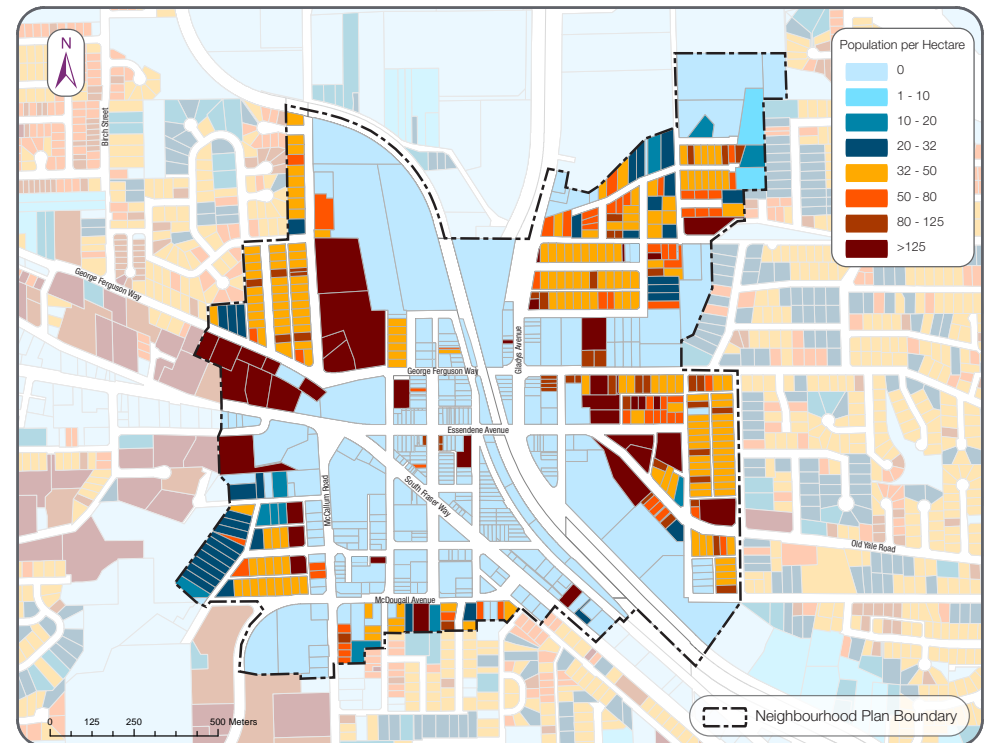 N
Birch Street
Population per Hectare
0
1 - 10
10 - 20
20 - 32
32 - 50
50 - 80
80 - 125
>125
George Ferguson Way
Gladys Avenue
George Ferguson Way
Essendene Avenue
McCallum Road
South Fraser Way
Old Yale Road
McDougall Avenue
0 125 250 500 Meters
Neighbourhood Plan Boundary